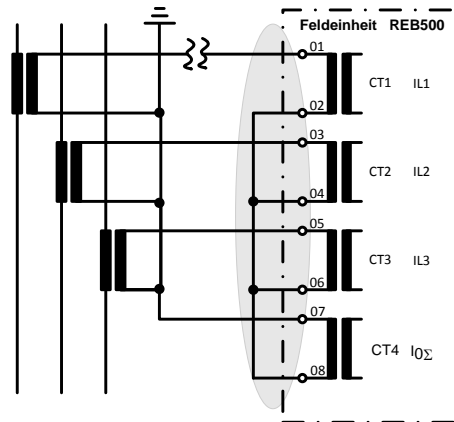 Feldeinheit REB500
01
CT1 IL1
02
03
CT2 IL2
04
05
CT3 IL3
06
07
CT4 I0Σ
08